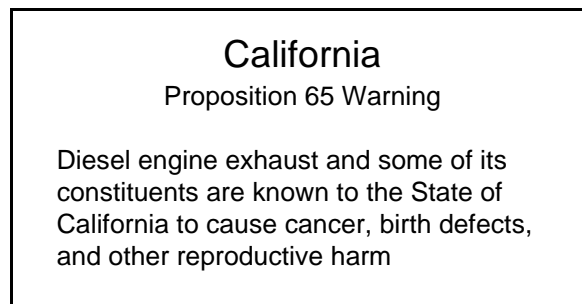 California
Proposition 65 Warning
Diesel engine exhaust and some of its
constituents are known to the State of
California to cause cancer, birth defects,
and other reproductive harm